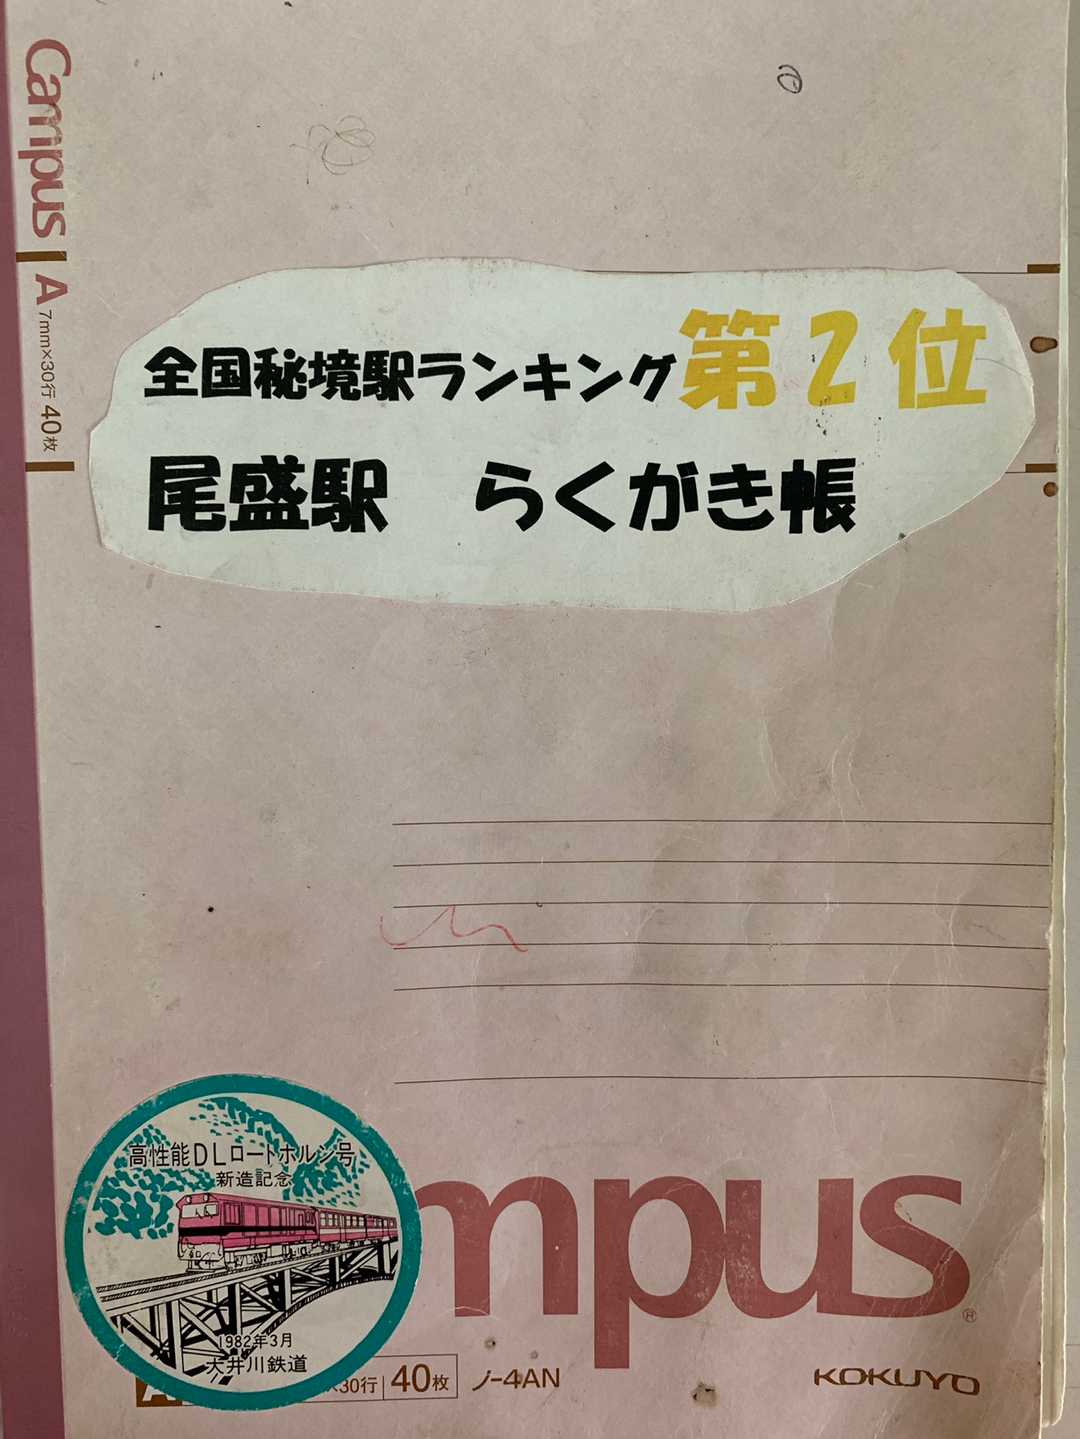 Campus
A 7mm×30行 40枚
全国秘境駅ランキング第2位
尾盛駅 らくがき帳
高性能DLロートホルン号
新造記念
1982年3月
大井川鉄道
mpus®
A ×30行 40枚 ノ-4AN
KOKUYO